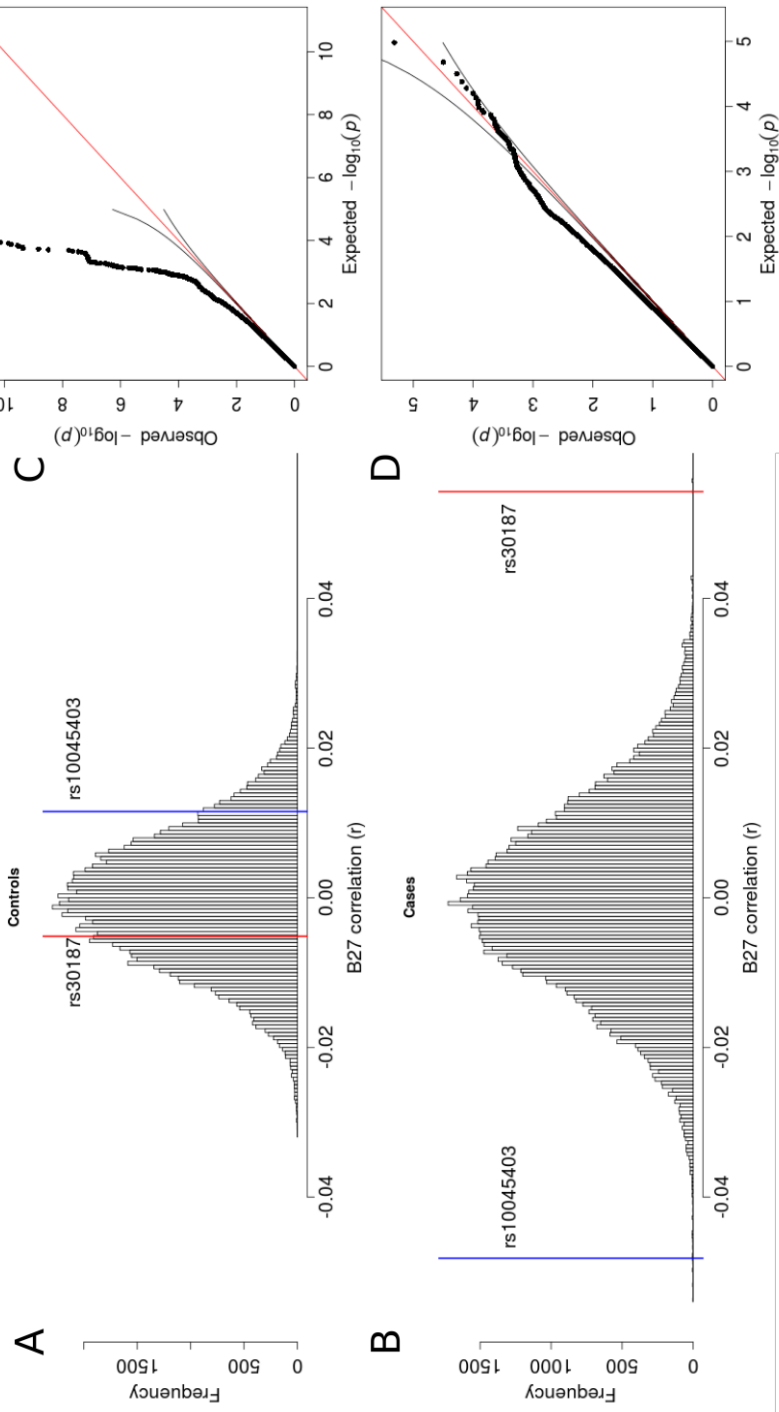 A
Controls
Frequency
0
500
1500
rs30187
rs10045403
-0.04
-0.02
0.00
0.02
0.04
B27 correlation (r)
C
Observed −log₁₀(p)
0
2
4
6
8
10
0
2
4
6
8
10
Expected −log₁₀(p)
B
Cases
Frequency
0
500
1000
1500
rs10045403
rs30187
-0.04
-0.02
0.00
0.02
0.04
B27 correlation (r)
D
Observed −log₁₀(p)
0
1
2
3
4
5
0
1
2
3
4
5
Expected −log₁₀(p)